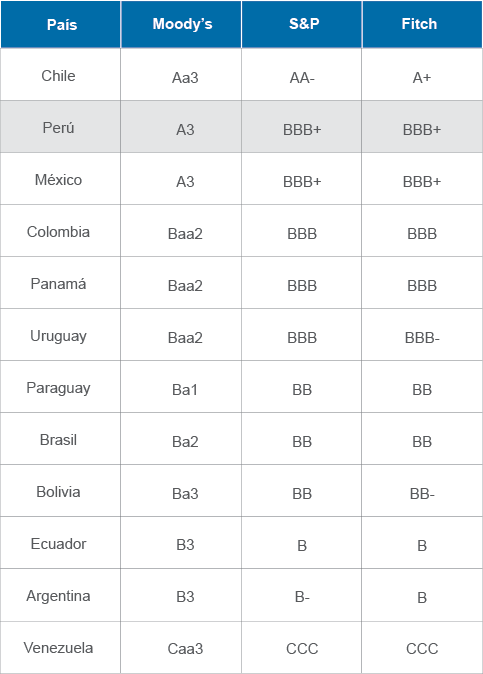 País Moody's S&P Fitch
Chile Aa3 AA- A+
Perú A3 BBB+ BBB+
México A3 BBB+ BBB+
Colombia Baa2 BBB BBB
Panamá Baa2 BBB BBB
Uruguay Baa2 BBB BBB-
Paraguay Ba1 BB BB
Brasil Ba2 BB BB
Bolivia Ba3 BB BB-
Ecuador B3 B B
Argentina B3 B- B
Venezuela Caa3 CCC CCC